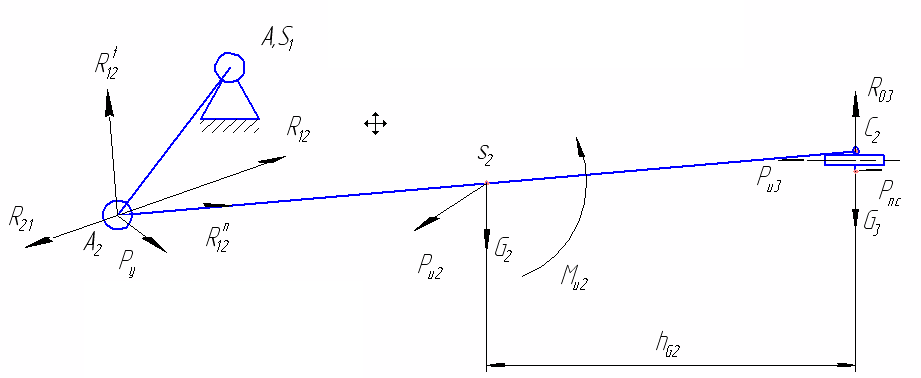 A,S₁
R₁₂ᵗ
R₁₂
R₀₃
C₂
S₂
Pᵤ₃
Pпс
R₂₁
A₂
R₁₂ⁿ
G₂
G₃
Pу
Pᵤ₂
Mᵤ₂
hG2